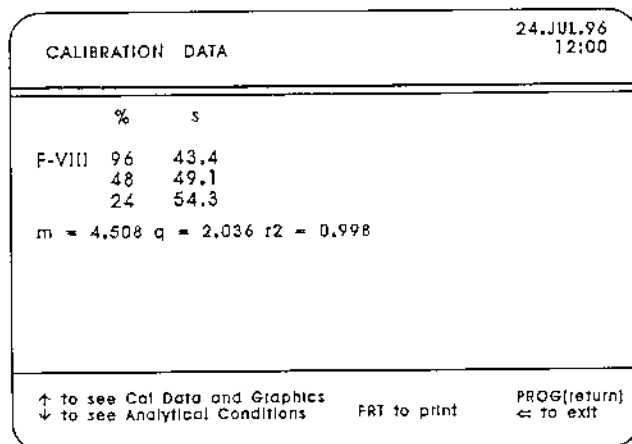 24.JUL.96
CALIBRATION DATA 12:00
% s
F-VIII 96 43.4
48 49.1
24 54.3
m = 4.508 q = 2.036 r2 = 0.998
↑ to see Cal Data and Graphics
↓ to see Analytical Conditions
PRT to print
PROG(return)
⇐ to exit